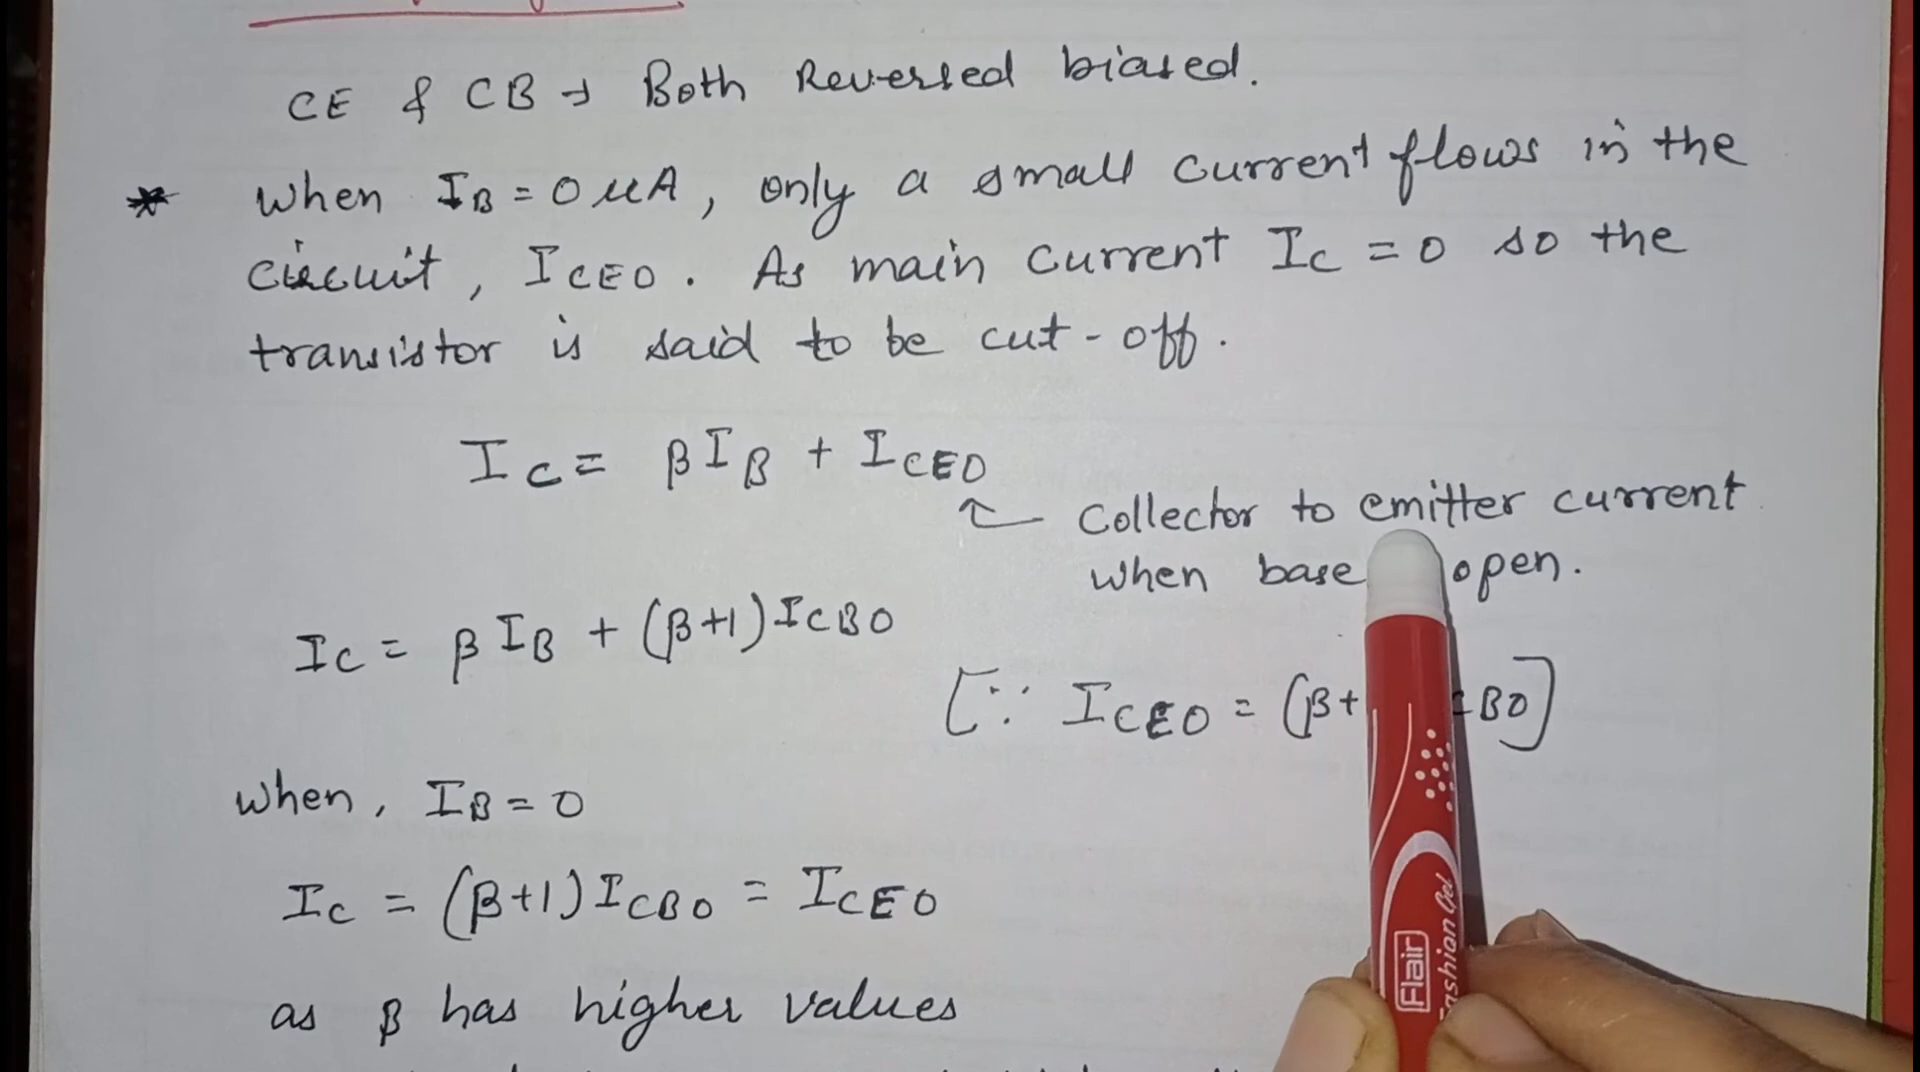 CE & CB → Both Reversed biased.
* When IB = 0 μA, only a small current flows in the
circuit, ICEO. As main current IC = 0 so the
transistor is said to be cut-off.
IC = βIB + ICEO
← Collector to emitter current
when base open.
IC = βIB + (β+1)ICBO
[∵ ICEO = (β+ BO]
when, IB = 0
IC = (β+1)ICBO = ICEO
as β has higher values
Flair
Fashion Gel